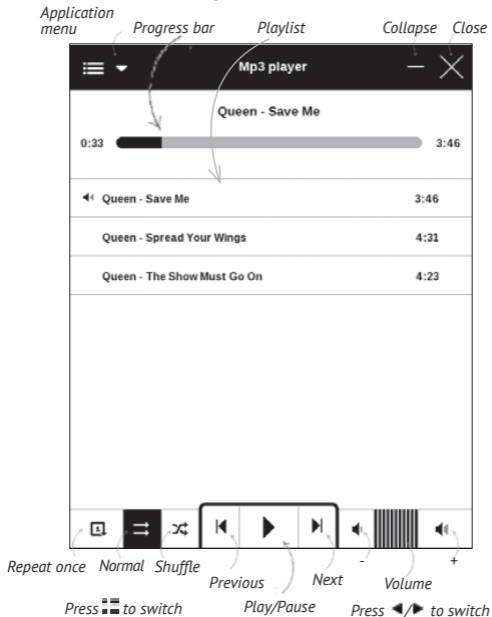 Application
menu
Progress bar
Playlist
Collapse
Close
Mp3 player
Queen - Save Me
0:33
3:46
Queen - Save Me 3:46
Queen - Spread Your Wings 4:31
Queen - The Show Must Go On 4:23
1
- +
Repeat once Normal Shuffle
Previous
Next
Volume
Press to switch
Play/Pause
Press ◀/▶ to switch